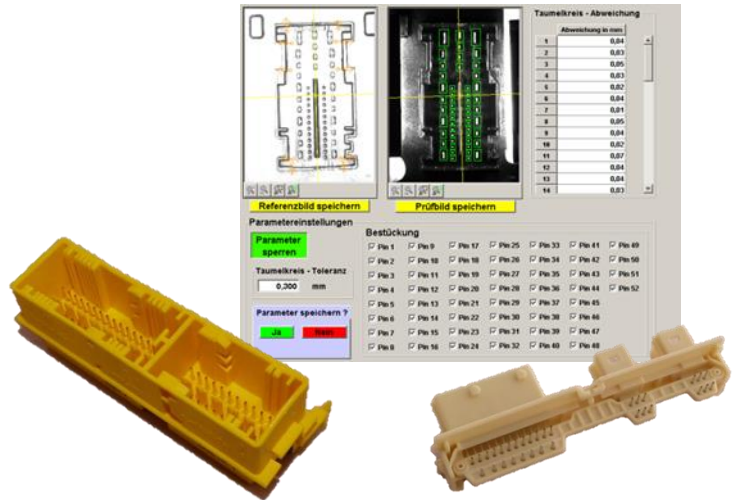 Taumelkreis - Abweichung
Abweichung in mm
1 0,04
2 0,03
3 0,05
4 0,03
5 0,02
6 0,04
7 0,01
8 0,05
9 0,04
10 0,02
11 0,07
12 0,04
13 0,04
14 0,03
Referenzbild speichern
Prüfbild speichern
Parametereinstellungen
Parameter
sperren
Taumelkreis - Toleranz
0,300 mm
Parameter speichern ?
Ja Nein
Bestückung
Pin 1 Pin 9 Pin 17 Pin 25 Pin 33 Pin 41 Pin 49
Pin 2 Pin 10 Pin 18 Pin 26 Pin 34 Pin 42 Pin 50
Pin 3 Pin 11 Pin 19 Pin 27 Pin 35 Pin 43 Pin 51
Pin 4 Pin 12 Pin 20 Pin 28 Pin 36 Pin 44 Pin 52
Pin 5 Pin 13 Pin 21 Pin 29 Pin 37 Pin 45
Pin 6 Pin 14 Pin 22 Pin 30 Pin 38 Pin 46
Pin 7 Pin 15 Pin 23 Pin 31 Pin 39 Pin 47
Pin 8 Pin 16 Pin 24 Pin 32 Pin 40 Pin 48